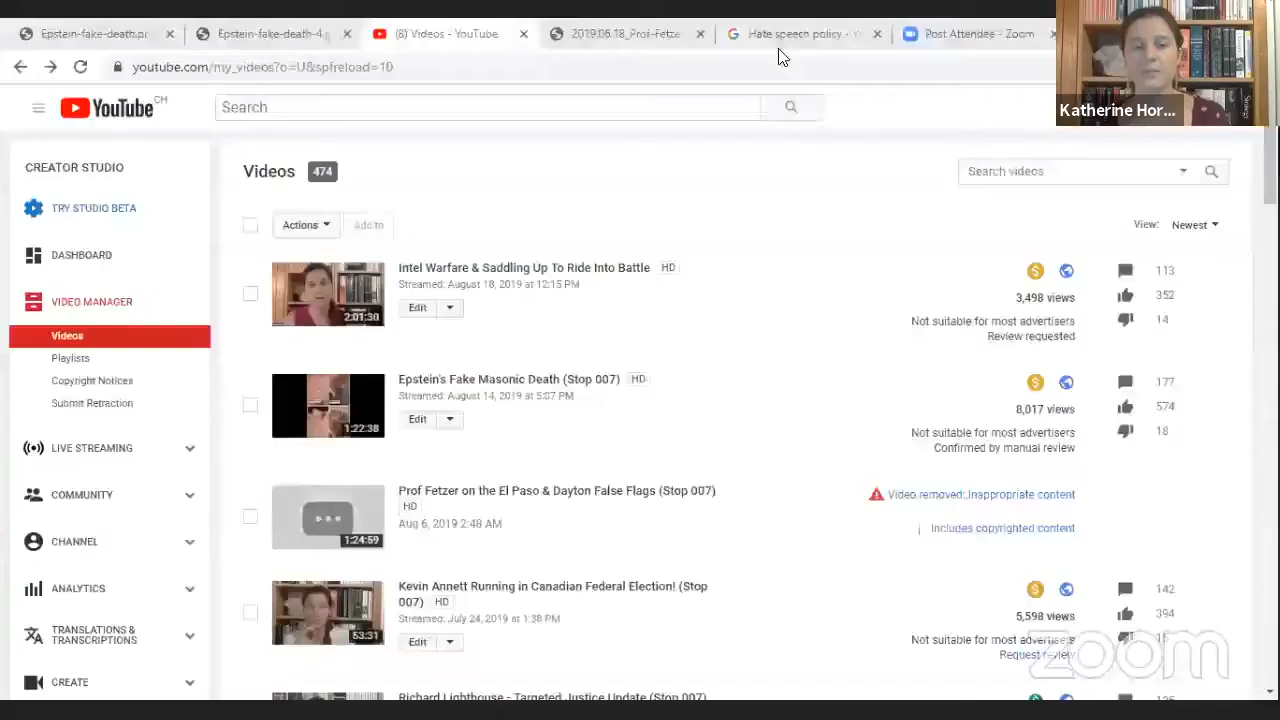 Epstein-fake-death.p
Epstein-fake-death-4
(8) Videos - YouTube
2019.06.18_Prof-Fetze
Hate speech policy -
Post Attendee - Zoom
youtube.com/my_videos?o=U&spfreload=10
Katherine Hor...
YouTube CH
Search
CREATOR STUDIO
TRY STUDIO BETA
DASHBOARD
VIDEO MANAGER
Videos
Playlists
Copyright Notices
Submit Retraction
LIVE STREAMING
COMMUNITY
CHANNEL
ANALYTICS
TRANSLATIONS &
TRANSCRIPTIONS
CREATE
Videos 474
Search videos
Actions
Add to
View: Newest
Intel Warfare & Saddling Up To Ride Into Battle HD
Streamed: August 18, 2019 at 12:15 PM
Edit
2:01:30
3,498 views
Not suitable for most advertisers
Review requested
113
352
14
Epstein's Fake Masonic Death (Stop 007) HD
Streamed: August 14, 2019 at 5:07 PM
Edit
1:22:38
8,017 views
Not suitable for most advertisers
Confirmed by manual review
177
574
18
Prof Fetzer on the El Paso & Dayton False Flags (Stop 007)
HD
Aug 6, 2019 2:48 AM
1:24:59
Video removed: Inappropriate content
Includes copyrighted content
Kevin Annett Running in Canadian Federal Election! (Stop
007) HD
Streamed: July 24, 2019 at 1:38 PM
Edit
53:31
5,598 views
Not suitable for most advertisers
Request review
142
394
zoom
Richard Lighthouse - Targeted Justice Update (Stop 007)